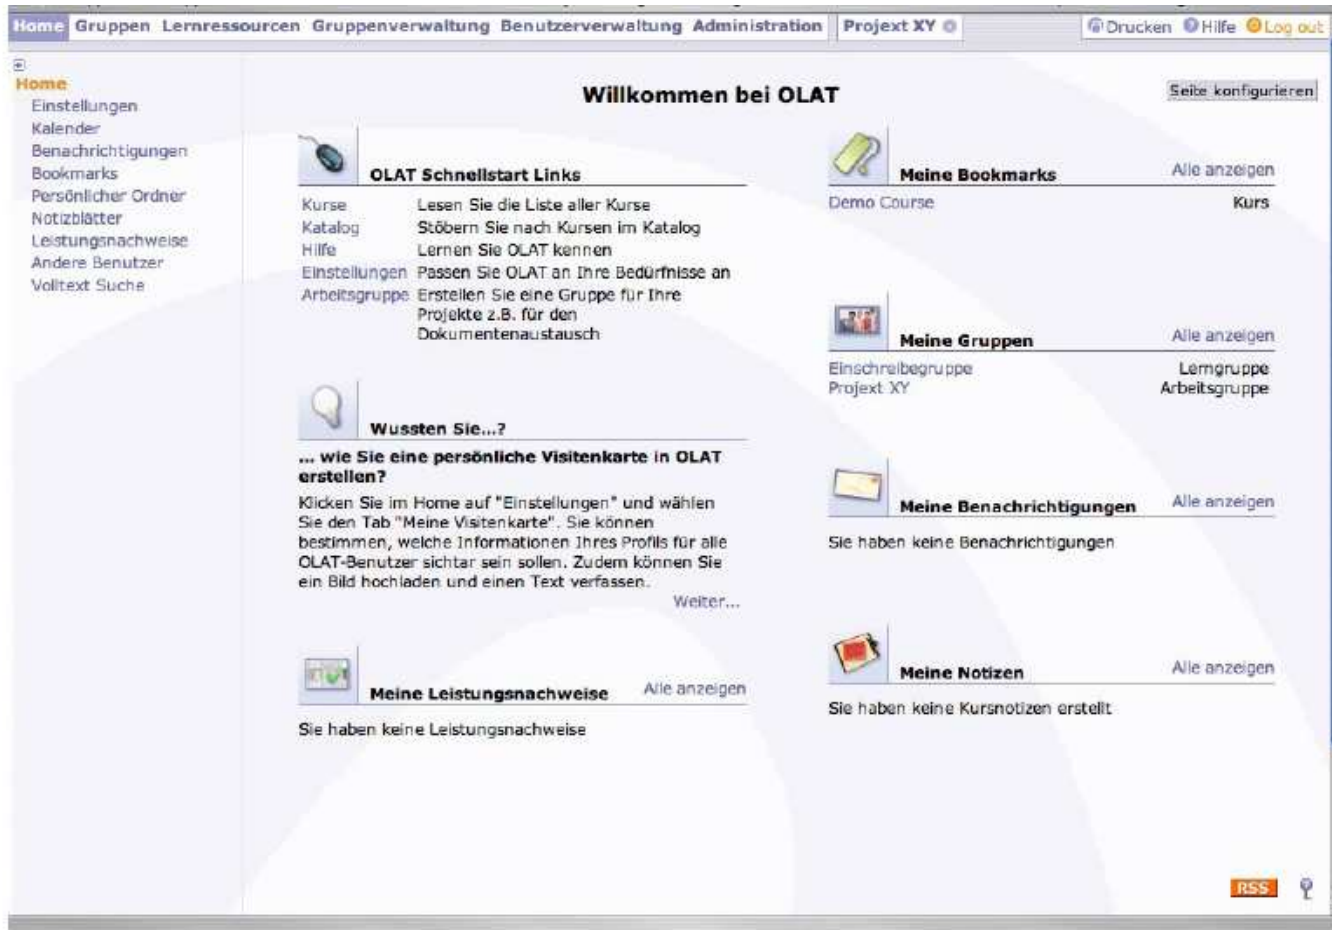 Home Gruppen Lernressourcen Gruppenverwaltung Benutzerverwaltung Administration Projext XY Drucken Hilfe Log out
Home
Einstellungen
Kalender
Benachrichtigungen
Bookmarks
Persönlicher Ordner
Notizblätter
Leistungsnachweise
Andere Benutzer
Volltext Suche
Willkommen bei OLAT
Seite konfigurieren
OLAT Schnellstart Links
Kurse Lesen Sie die Liste aller Kurse
Katalog Stöbern Sie nach Kursen im Katalog
Hilfe Lernen Sie OLAT kennen
Einstellungen Passen Sie OLAT an Ihre Bedürfnisse an
Arbeitsgruppe Erstellen Sie eine Gruppe für Ihre
Projekte z.B. für den
Dokumentenaustausch
Wussten Sie...?
... wie Sie eine persönliche Visitenkarte in OLAT
erstellen?
Klicken Sie im Home auf "Einstellungen" und wählen
Sie den Tab "Meine Visitenkarte". Sie können
bestimmen, welche Informationen Ihres Profils für alle
OLAT-Benutzer sichtar sein sollen. Zudem können Sie
ein Bild hochladen und einen Text verfassen.
Weiter...
Meine Leistungsnachweise Alle anzeigen
Sie haben keine Leistungsnachweise
Meine Bookmarks Alle anzeigen
Demo Course Kurs
Meine Gruppen Alle anzeigen
Einschreibegruppe Lerngruppe
Projext XY Arbeitsgruppe
Meine Benachrichtigungen Alle anzeigen
Sie haben keine Benachrichtigungen
Meine Notizen Alle anzeigen
Sie haben keine Kursnotizen erstellt
RSS